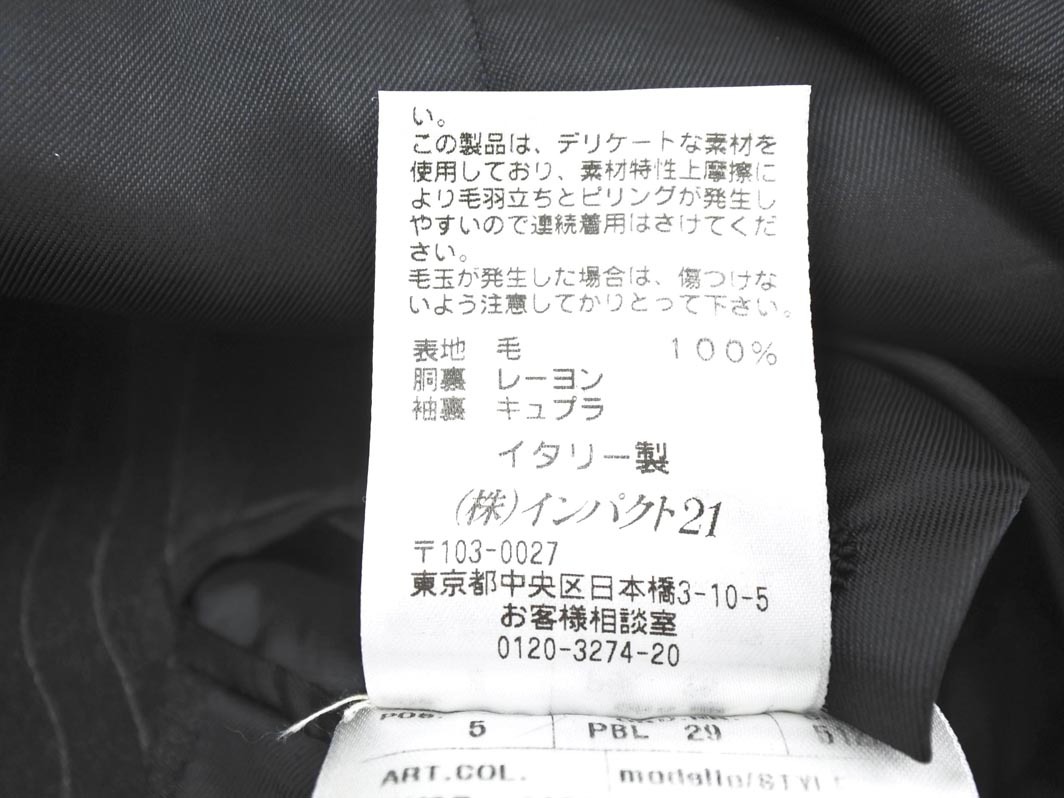 い。
この製品は、デリケートな素材を
使用しており、素材特性上摩擦に
より毛羽立ちとピリングが発生し
やすいので連続着用はさけてくだ
さい。
毛玉が発生した場合は、傷つけな
いよう注意してかりとって下さい。
表地 毛 100%
胴裏 レーヨン
袖裏 キュプラ
イタリー製
(株)インパクト21
〒103-0027
東京都中央区日本橋3-10-5
お客様相談室
0120-3274-20
POS.
5 PBL 29
ART.COL. modello/STYLE